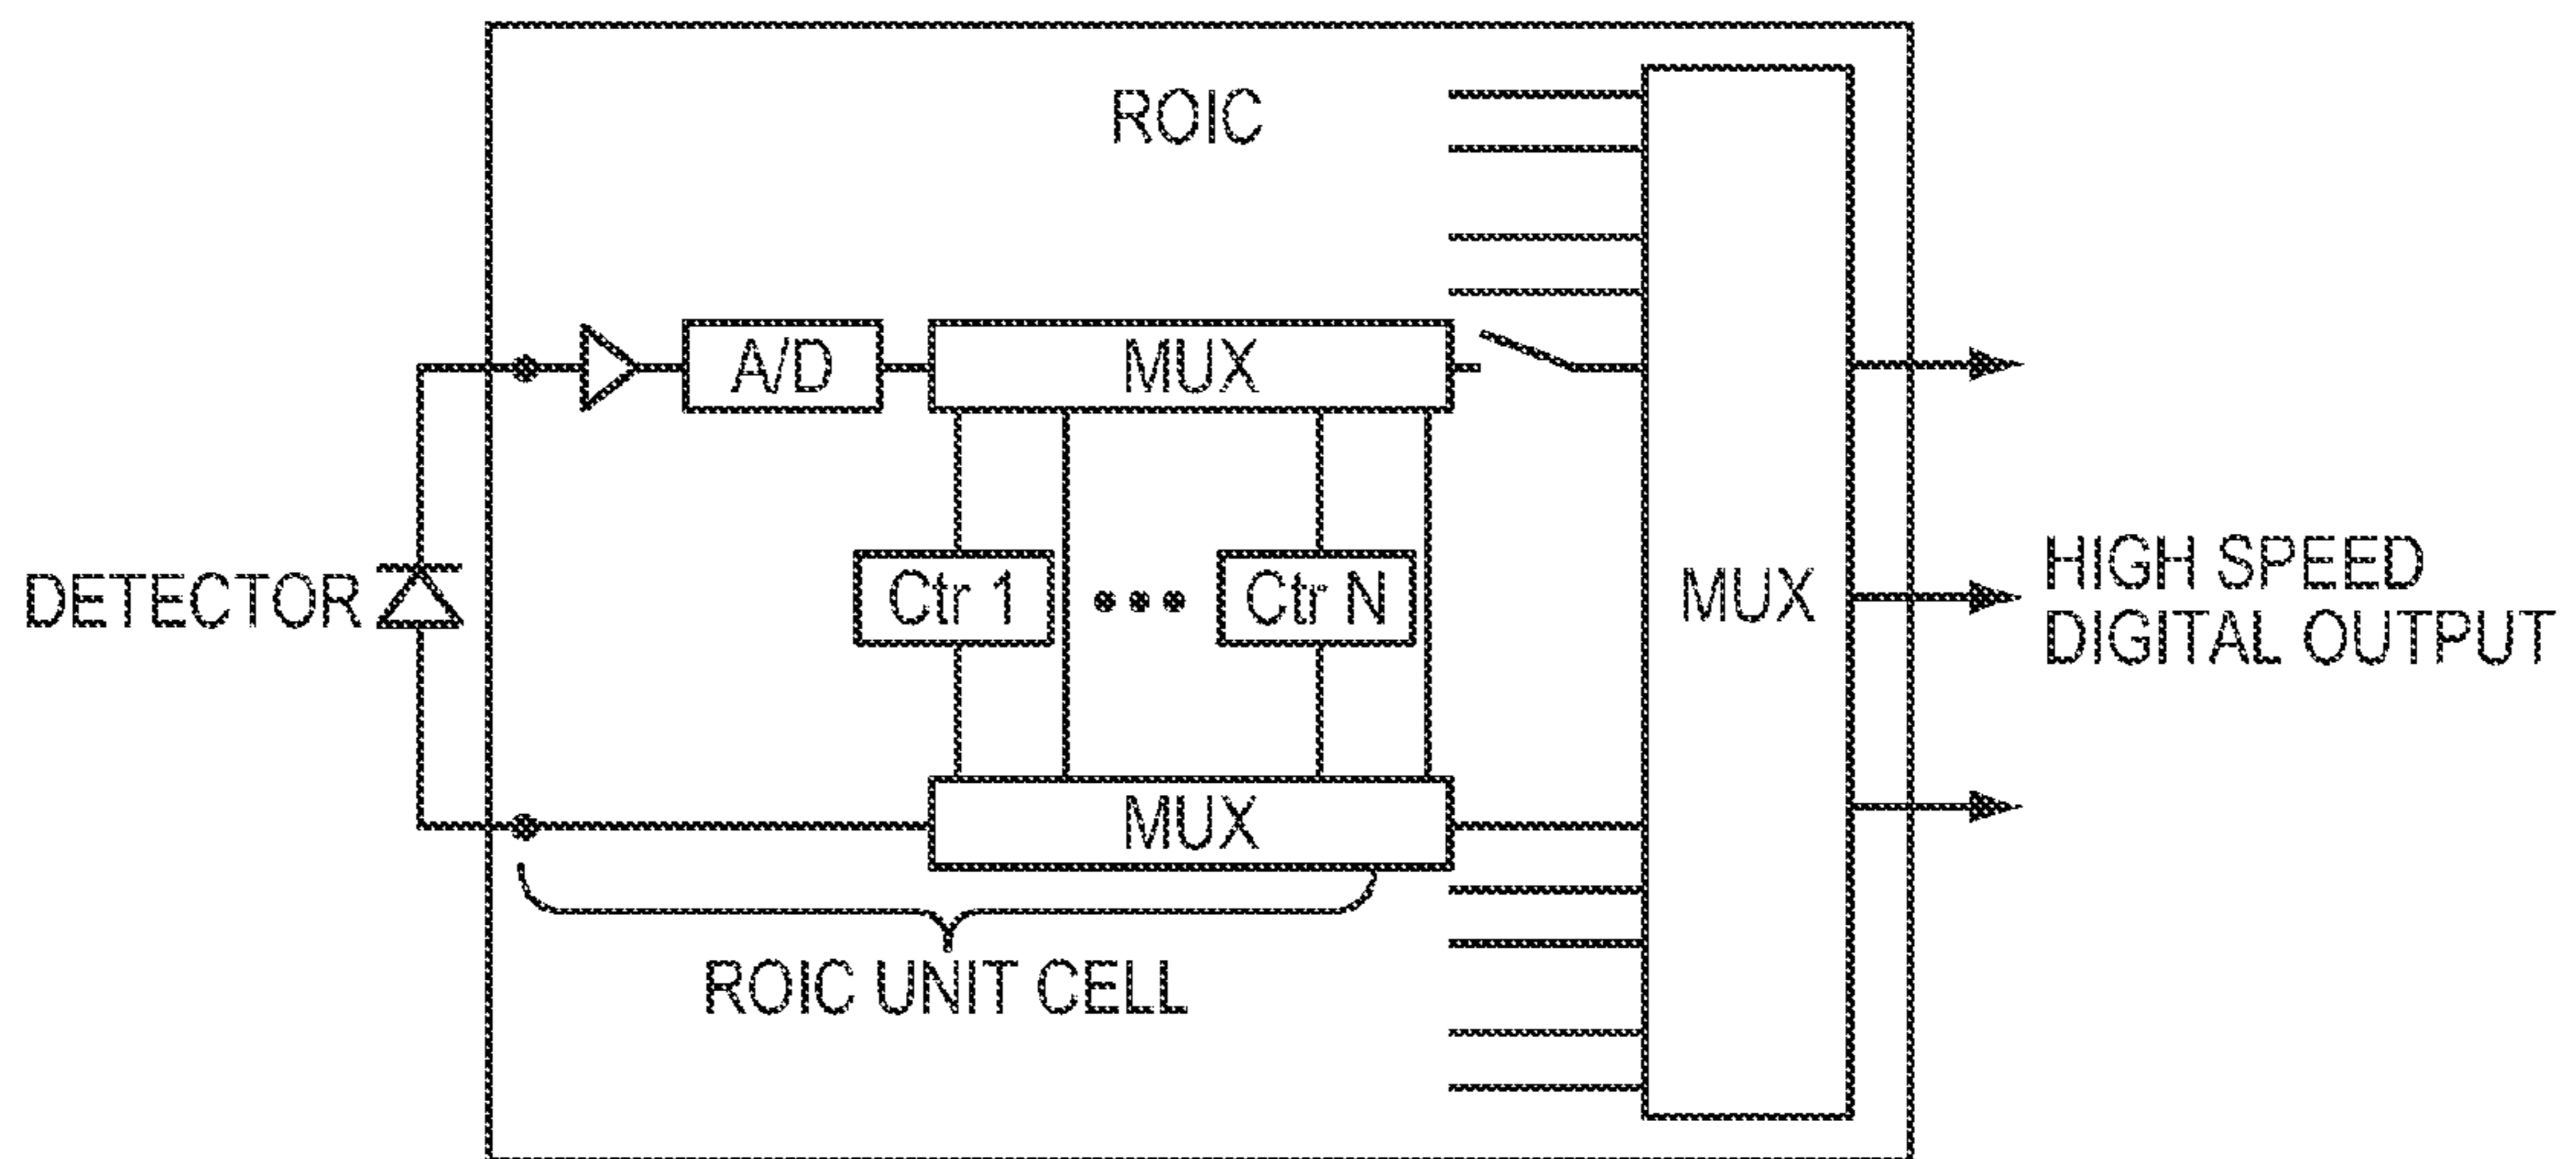 ROIC
A/D
MUX
DETECTOR
Ctr 1
Ctr N
MUX
HIGH SPEED
DIGITAL OUTPUT
MUX
ROIC UNIT CELL